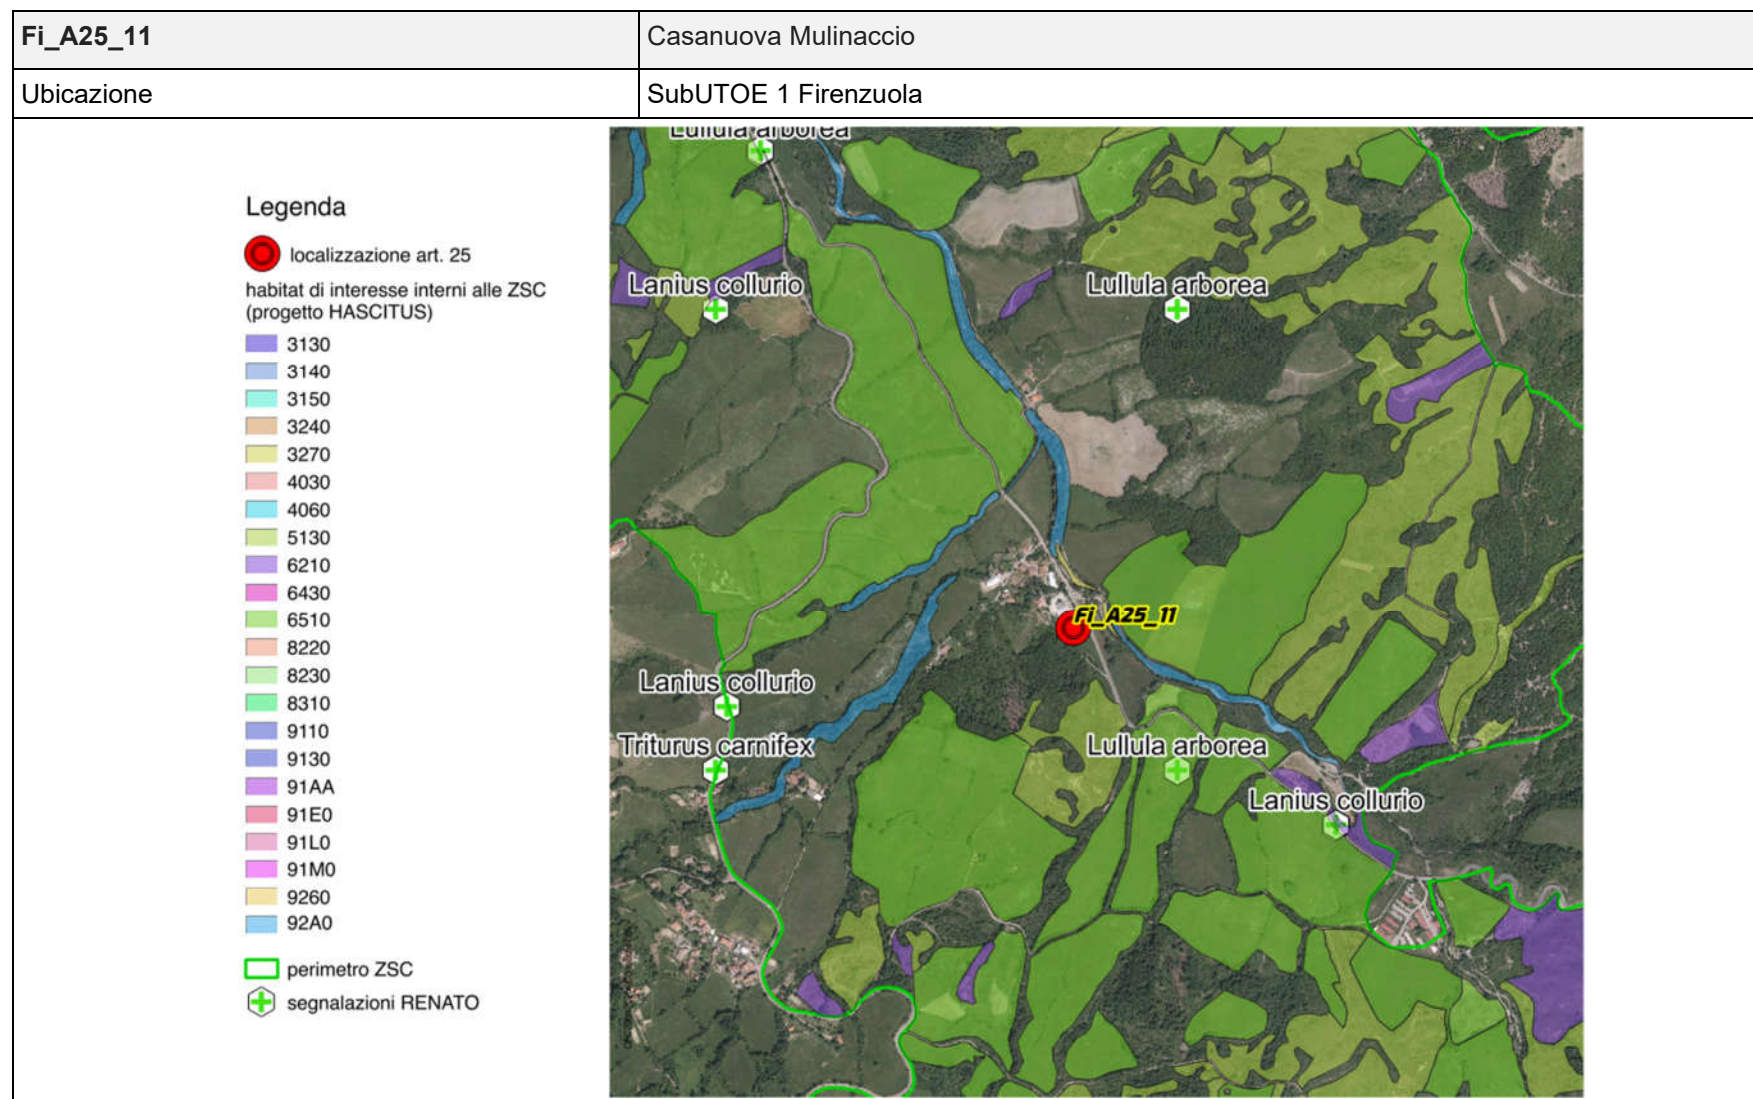 Fi_A25_11
Casanuova Mulinaccio
Ubicazione
SubUTOE 1 Firenzuola
Lullula arborea
Legenda
localizzazione art. 25
habitat di interesse interni alle ZSC
(progetto HASCITUS)
3130
3140
3150
3240
3270
4030
4060
5130
6210
6430
6510
8220
8230
8310
9110
9130
91AA
91E0
91L0
91M0
9260
92A0
perimetro ZSC
segnalazioni RENATO
Lanius collurio
Lullula arborea
Fi_A25_11
Lanius collurio
Triturus carnifex
Lullula arborea
Lanius collurio